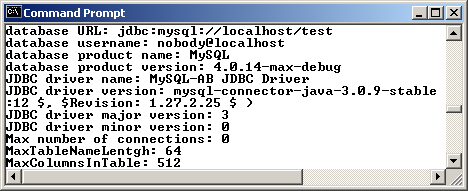 Command Prompt
database URL: jdbc:mysql://localhost/test
database username: nobody@localhost
database product name: MySQL
database product version: 4.0.14-max-debug
JDBC driver name: MySQL-AB JDBC Driver
JDBC driver version: mysql-connector-java-3.0.9-stable
:12 $, $Revision: 1.27.2.25 $ )
JDBC driver major version: 3
JDBC driver minor version: 0
Max number of connections: 0
MaxTableNameLentgh: 64
MaxColumnsInTable: 512